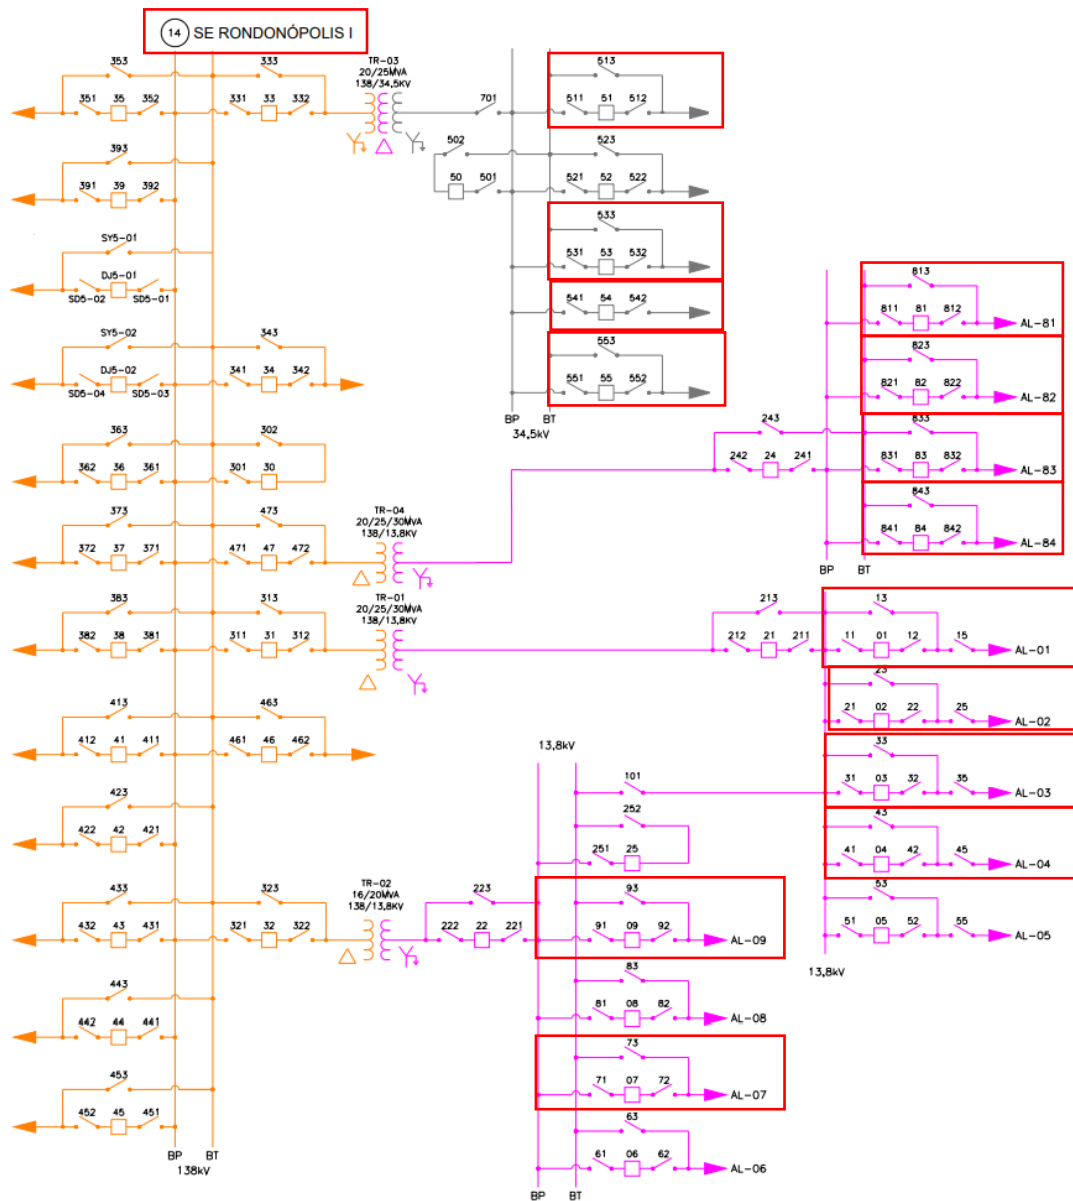 14 SE RONDONÓPOLIS I
353 333 TR-03
20/25MVA
138/34,5KV
513
351 35 352 331 33 332 701 511 51 512
393 502 523
391 39 392 50 501 521 52 522
533
SY5-01
531 53 532
DJ5-01
SD5-02 SD5-01
813
541 54 542
811 81 812 AL-81
SY5-02 343
553 823
DJ5-02 341 34 342
SD5-04 SD5-03
551 55 552 821 82 822 AL-82
BP BT
34,5kV
243 833
363 302
362 36 361 301 30 242 24 241 831 83 832 AL-83
843
373 473 TR-04
20/25/30MVA
138/13,8KV
841 84 842 AL-84
372 37 371 471 47 472
BP BT
383 313 TR-01
20/25/30MVA
138/13,8KV
213 13
382 38 381 311 31 312 212 21 211 11 01 12 15 AL-01
23
413 463
21 02 22 25 AL-02
412 41 411 461 46 462
13,8kV
33
101
31 03 32 35 AL-03
423 252
43
422 42 421 251 25 41 04 42 45 AL-04
433 323 TR-02
16/20MVA
138/13,8KV
223 93 53
432 43 431 321 32 322 222 22 221 91 09 92 AL-09 51 05 52 55 AL-05
13,8kV
443 83
442 44 441 81 08 82 AL-08
453 73
452 45 451 71 07 72 AL-07
63
BP BT
138kV
61 06 62 AL-06
BP BT